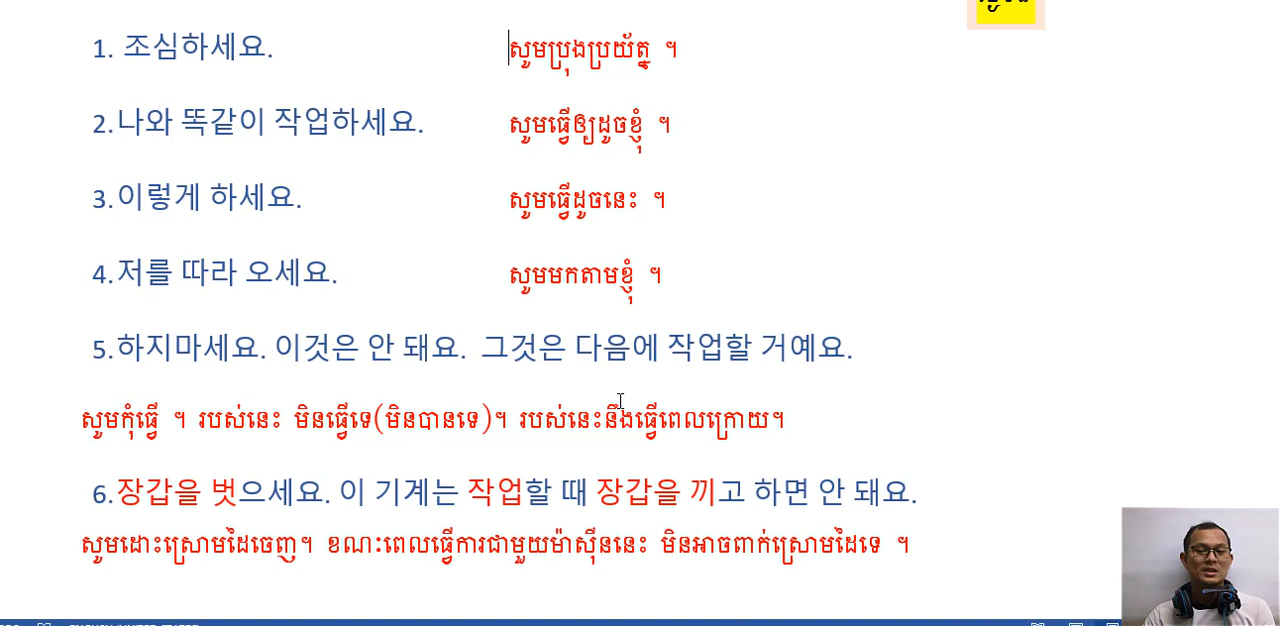 1. 조심하세요. សូមប្រុងប្រយ័ត្ន ។
2.나와 똑같이 작업하세요. សូមធ្វើឲ្យដូចខ្ញុំ ។
3.이렇게 하세요. សូមធ្វើដូចនេះ ។
4.저를 따라 오세요. សូមមកតាមខ្ញុំ ។
5.하지마세요. 이것은 안 돼요. 그것은 다음에 작업할 거예요.
សូមកុំធ្វើ ។ របស់នេះ មិនធ្វើទេ(មិនបានទេ)។ របស់នេះនឹងធ្វើពេលក្រោយ។
6.장갑을 벗으세요. 이 기계는 작업할 때 장갑을 끼고 하면 안 돼요.
សូមដោះស្រោមដៃចេញ។ ខណៈពេលធ្វើការជាមួយម៉ាស៊ីននេះ មិនអាចពាក់ស្រោមដៃទេ ។